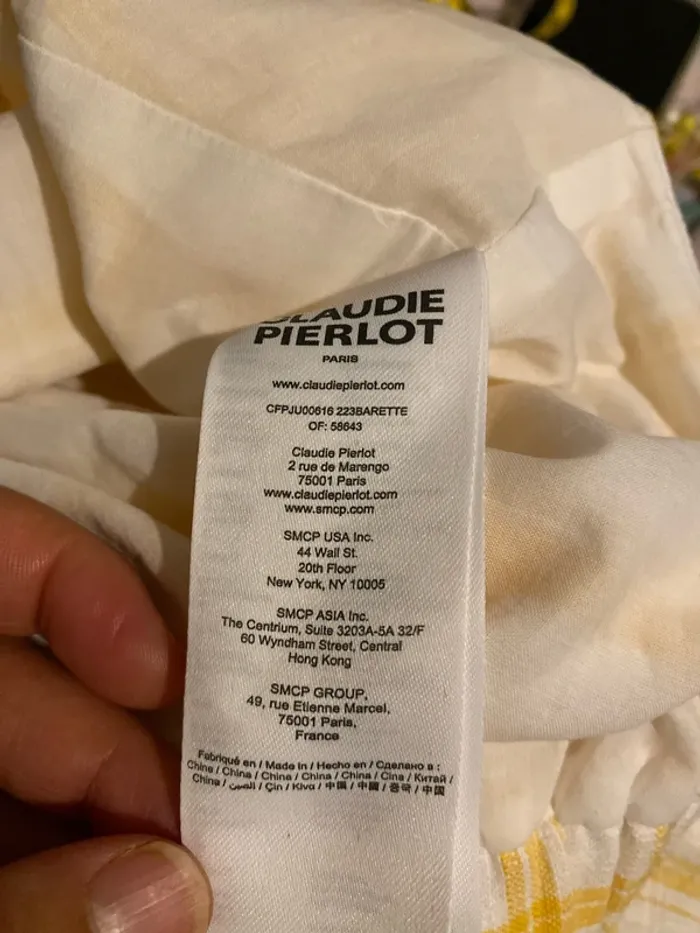 CLAUDIE
PIERLOT
PARIS
www.claudiepierlot.com
CFPJU00616 223BARETTE
OF: 58643
Claudie Pierlot
2 rue de Marengo
75001 Paris
www.claudiepierlot.com
www.smcp.com
SMCP USA Inc.
44 Wall St.
20th Floor
New York, NY 10005
SMCP ASIA Inc.
The Centrium, Suite 3203A-5A 32/F
60 Wyndham Street, Central
Hong Kong
SMCP GROUP,
49, rue Etienne Marcel,
75001 Paris,
France
Fabriqué en / Made in / Hecho en / Сделано в :
Chine / China / China / China / China / Cina / Китай /
China / الصين / Çin / Kiva / 中国 / 中國 / 중국 / 中国